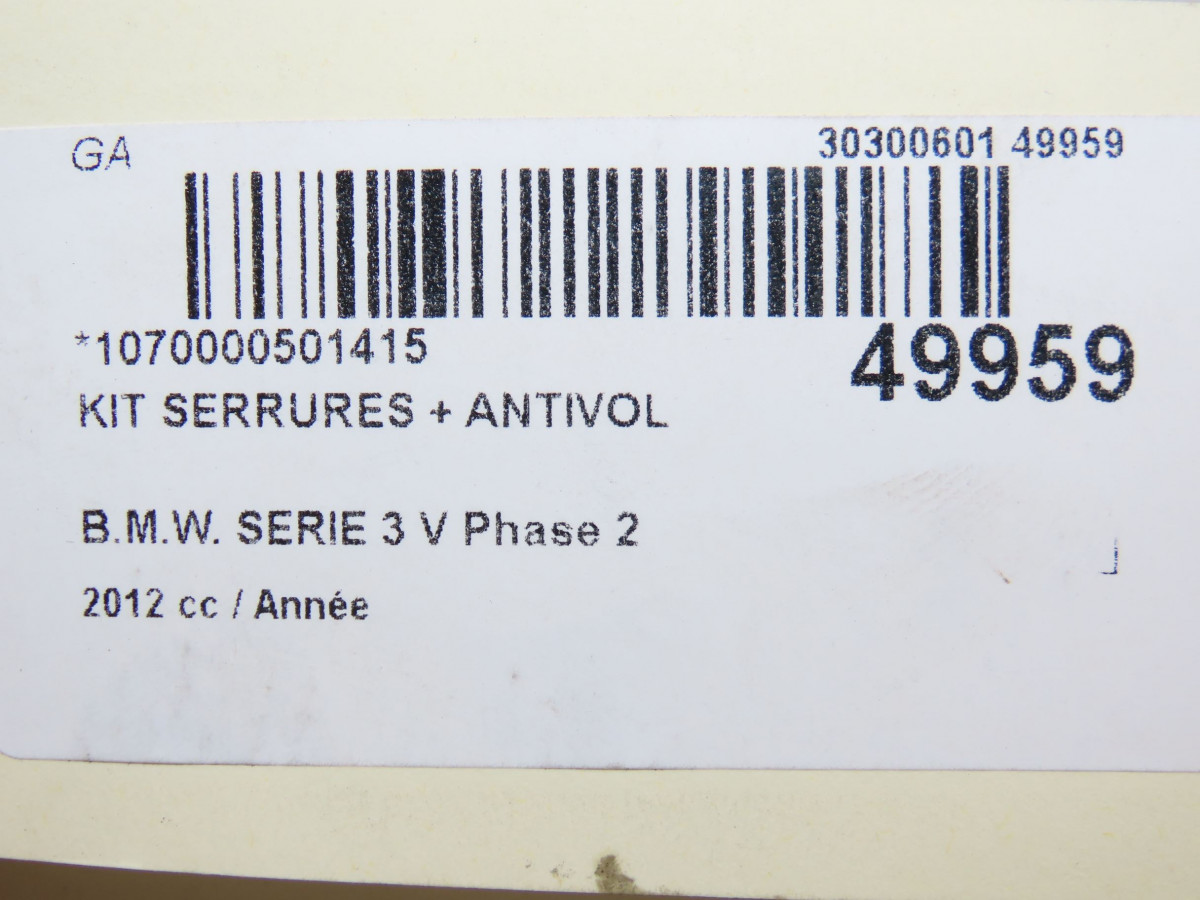 GA
30300601 49959
*1070000501415
49959
KIT SERRURES + ANTIVOL
B.M.W. SERIE 3 V Phase 2
2012 cc / Année